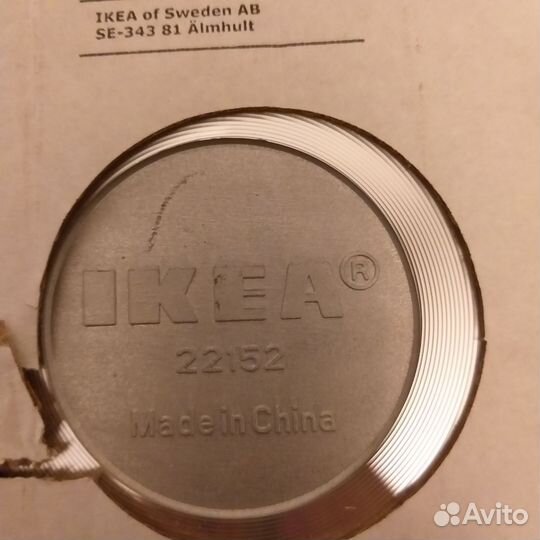 IKEA of Sweden AB
SE-343 81 Älmhult
IKEA®
22152
Made in China
Avito